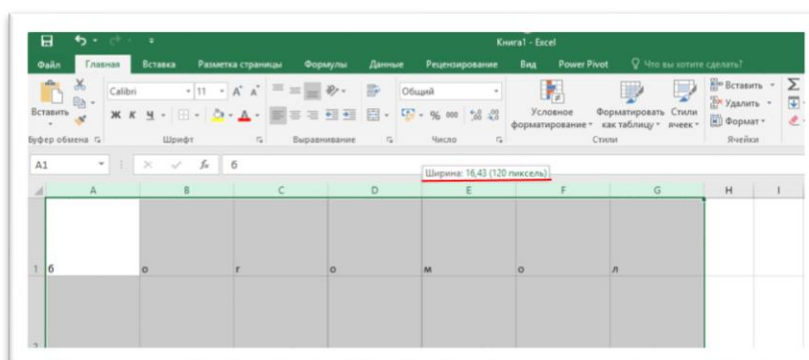 Книга1 - Excel
Файл Главная Вставка Разметка страницы Формулы Данные Рецензирование Вид Power Pivot Что вы хотите сделать?
Calibri 11 A A Общий Вставить
Вставить Ж К Ч A % 000 Условное Форматировать Стили Удалить
форматирование как таблицу ячеек Формат
Буфер обмена Шрифт Выравнивание Число Стили Ячейки
A1 fx б
Ширина: 16,43 (120 пиксель)
A B C D E F G H I
1 б о г о м о л
2